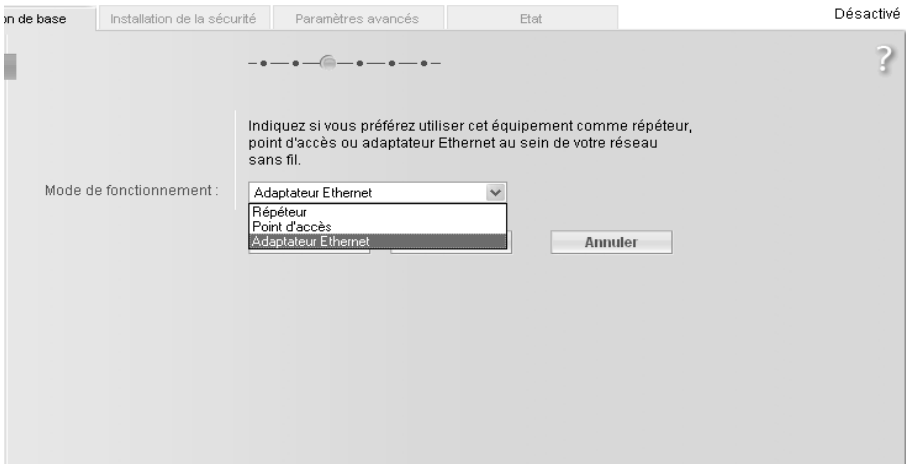 on de base
Installation de la sécurité
Paramètres avancés
Etat
Désactivé
?
Indiquez si vous préférez utiliser cet équipement comme répéteur,
point d'accès ou adaptateur Ethernet au sein de votre réseau
sans fil.
Mode de fonctionnement :
Adaptateur Ethernet
Répéteur
Point d'accès
Adaptateur Ethernet
Annuler